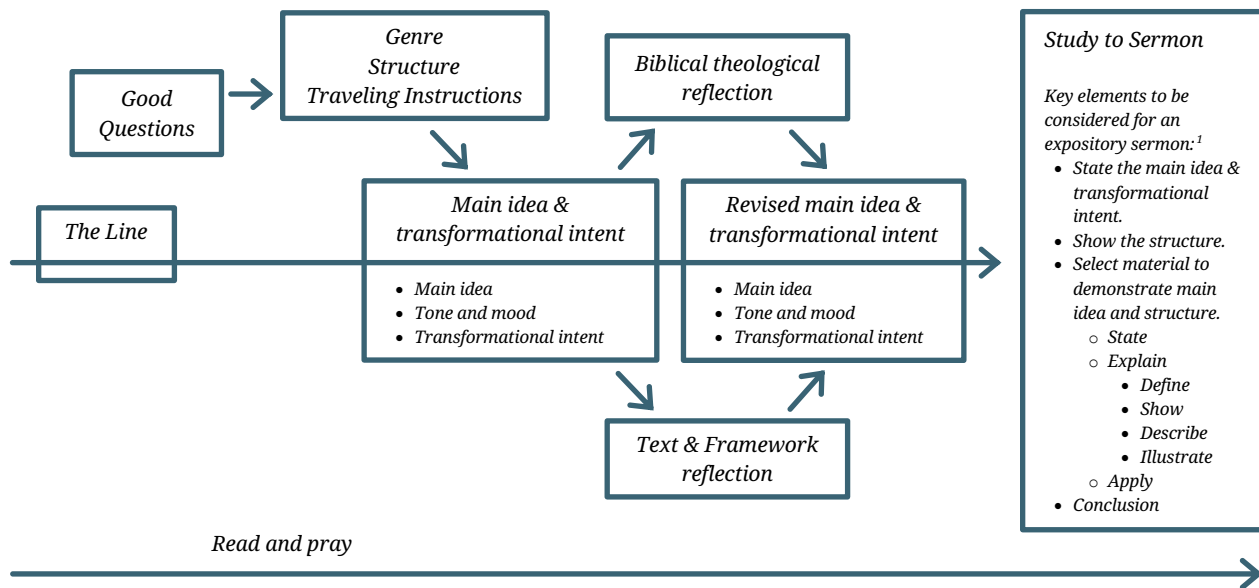 Good
Questions
Genre
Structure
Traveling Instructions
The Line
Main idea &
transformational intent
• Main idea
• Tone and mood
• Transformational intent
Biblical theological
reflection
Text & Framework
reflection
Revised main idea &
transformational intent
• Main idea
• Tone and mood
• Transformational intent
Read and pray
Study to Sermon
Key elements to be
considered for an
expository sermon:¹
• State the main idea &
transformational
intent.
• Show the structure.
• Select material to
demonstrate main
idea and structure.
○ State
○ Explain
• Define
• Show
• Describe
• Illustrate
○ Apply
• Conclusion